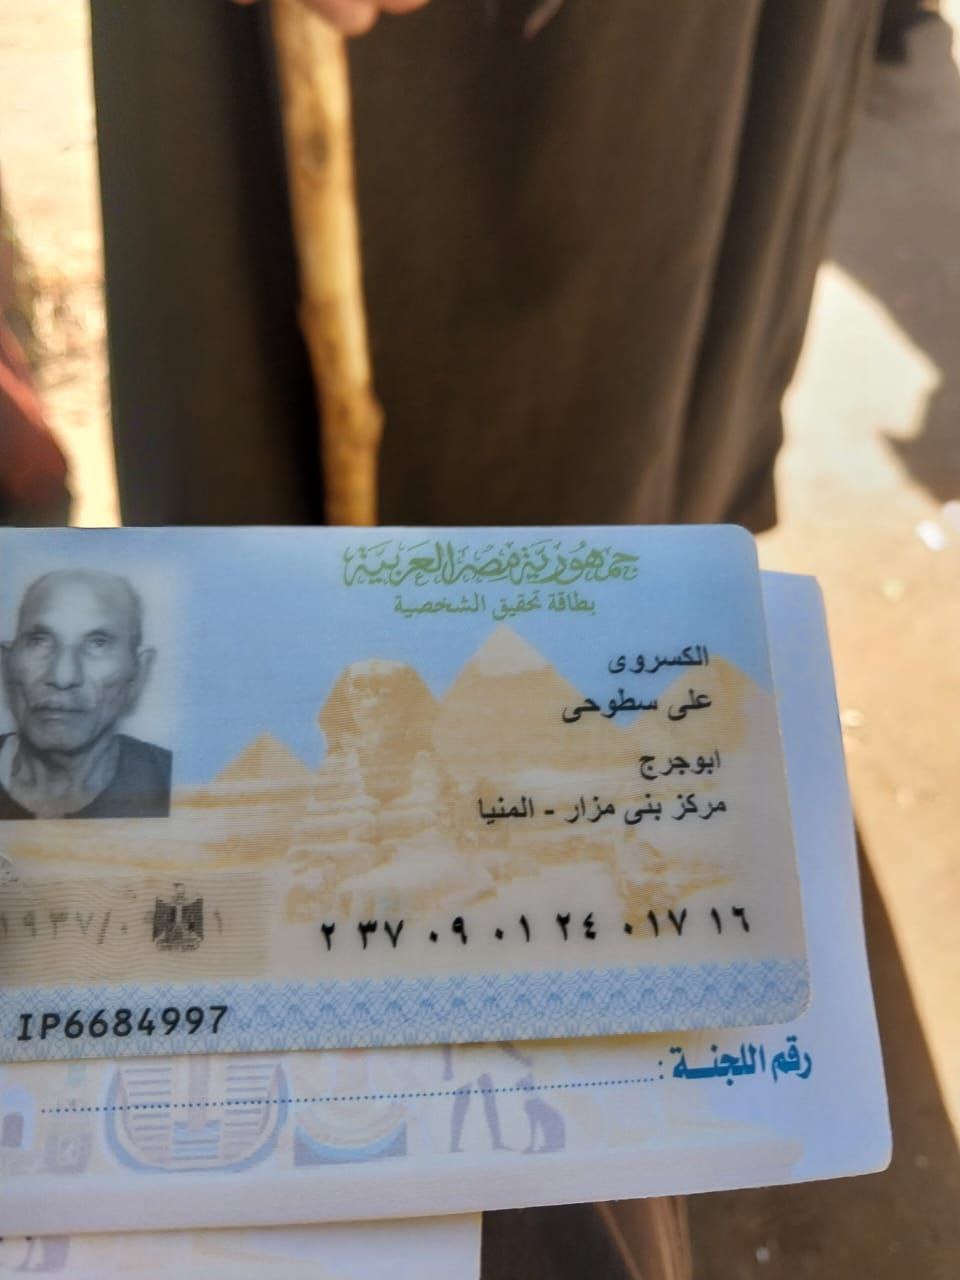 جمهورية مصر العربية
بطاقة تحقيق الشخصية
الكسروى
على سطوحى
ابوجرج
مركز بنى مزار - المنيا
٢ ٣٧ ٠٩ ٠١ ٢٤ ٠١٧ ١٦
١٩٣٧/٠
IP6684997
رقم اللجنة :